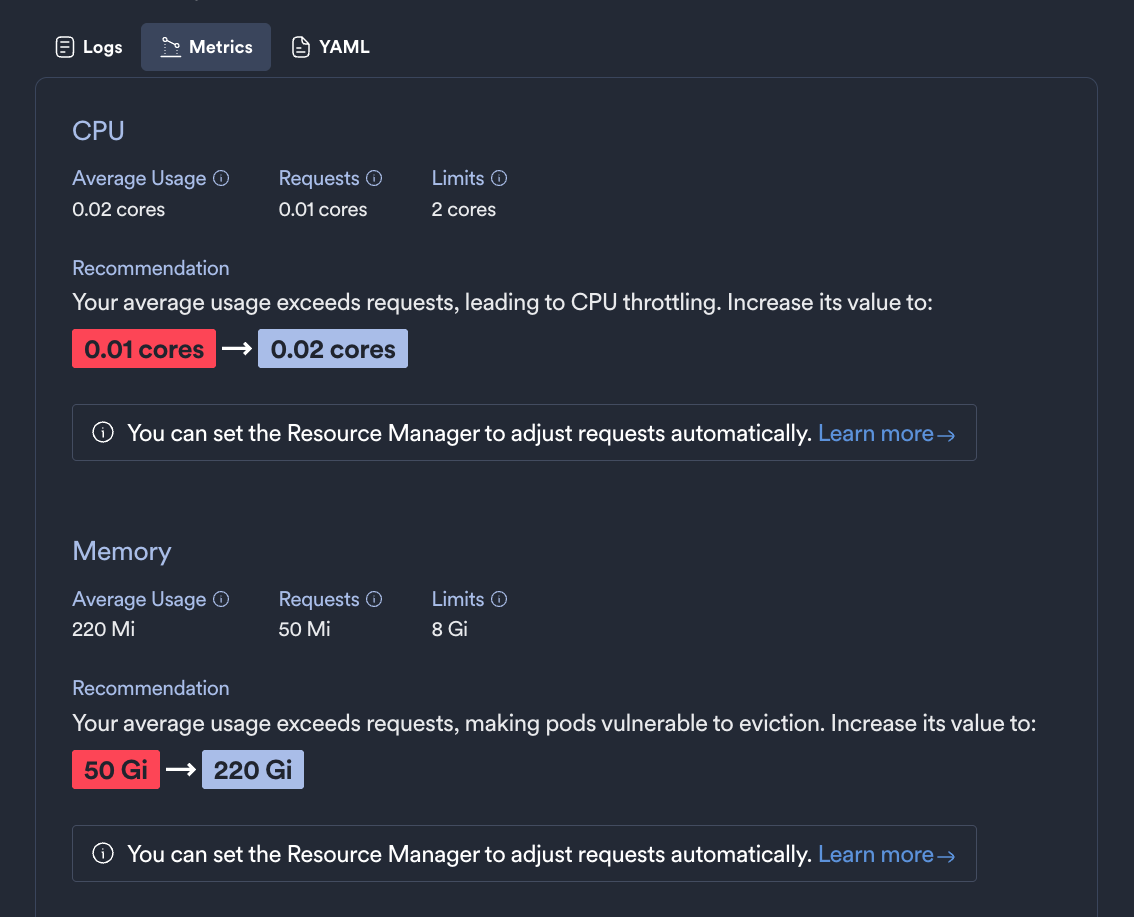 Logs Metrics YAML
CPU
Average Usage Requests Limits
0.02 cores 0.01 cores 2 cores
Recommendation
Your average usage exceeds requests, leading to CPU throttling. Increase its value to:
0.01 cores → 0.02 cores
You can set the Resource Manager to adjust requests automatically. Learn more→
Memory
Average Usage Requests Limits
220 Mi 50 Mi 8 Gi
Recommendation
Your average usage exceeds requests, making pods vulnerable to eviction. Increase its value to:
50 Gi → 220 Gi
You can set the Resource Manager to adjust requests automatically. Learn more→